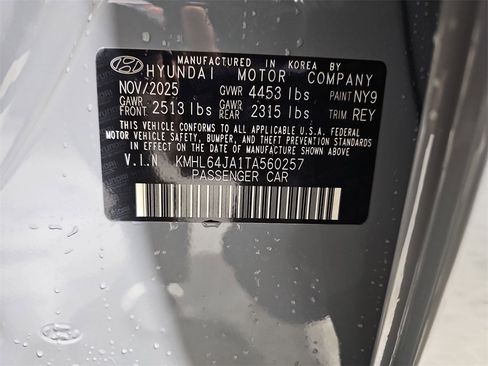 MANUFACTURED IN KOREA BY
HYUNDAI MOTOR COMPANY
NOV/2025 GVWR 4453 lbs PAINT NY9
GAWR FRONT 2513 lbs GAWR REAR 2315 lbs TRIM REY
THIS VEHICLE CONFORMS TO ALL APPLICABLE U.S.A. FEDERAL
MOTOR VEHICLE SAFETY, BUMPER, AND THEFT PREVENTION STANDARDS
IN EFFECT ON THE DATE OF MANUFACTURE SHOWN ABOVE.
V.I.N KMHL64JA1TA560257
PASSENGER CAR